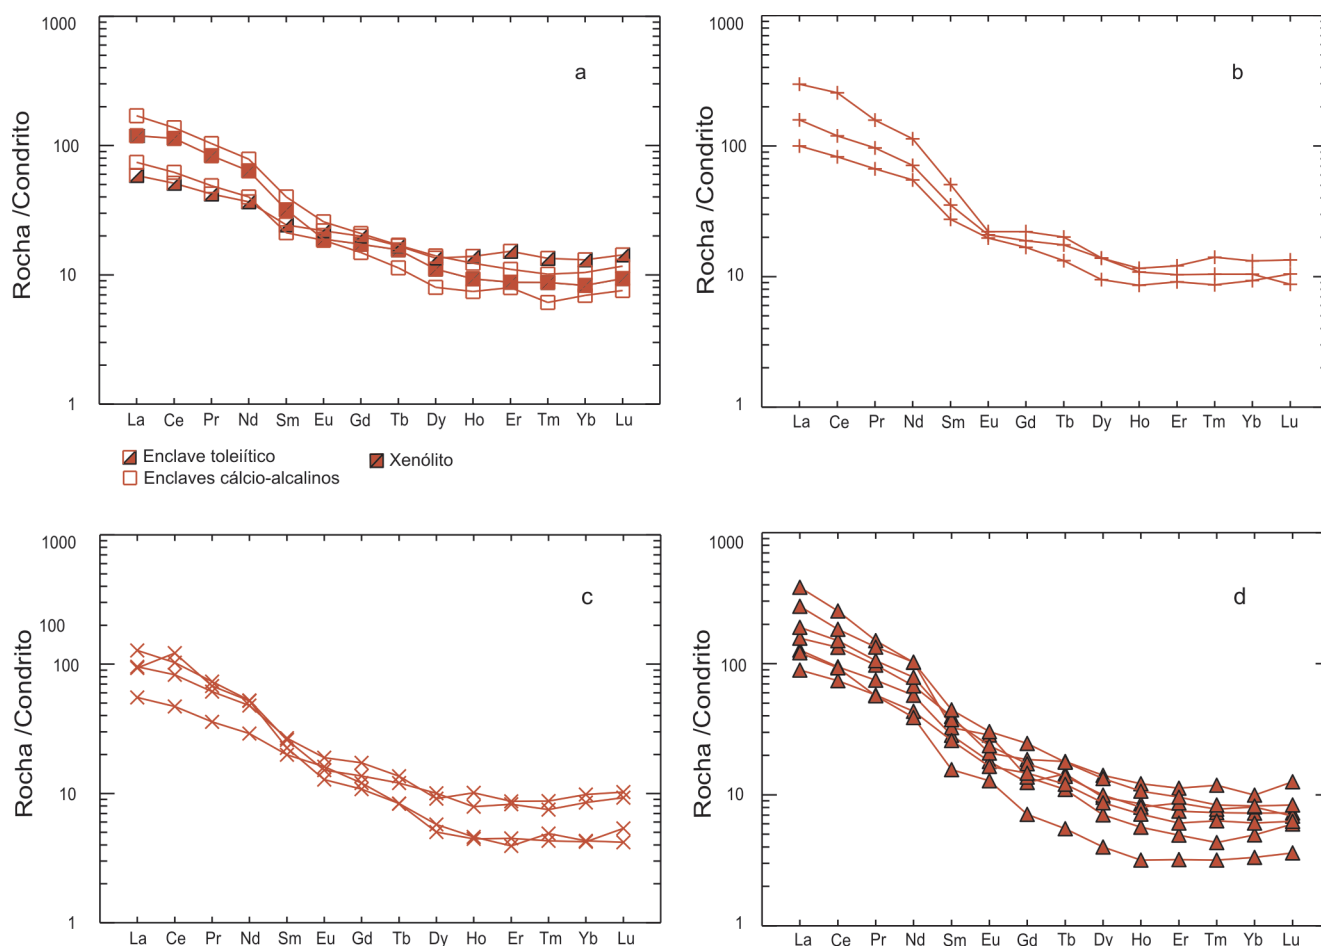 1000
100
10
1
Rocha /Condrito
a
La Ce Pr Nd Sm Eu Gd Tb Dy Ho Er Tm Yb Lu
Enclave toleiítico
Enclaves cálcio-alcalinos
Xenólito
1000
100
10
1
Rocha /Condrito
b
La Ce Pr Nd Sm Eu Gd Tb Dy Ho Er Tm Yb Lu
1000
100
10
1
Rocha /Condrito
c
La Ce Pr Nd Sm Eu Gd Tb Dy Ho Er Tm Yb Lu
1000
100
10
1
Rocha /Condrito
d
La Ce Pr Nd Sm Eu Gd Tb Dy Ho Er Tm Yb Lu